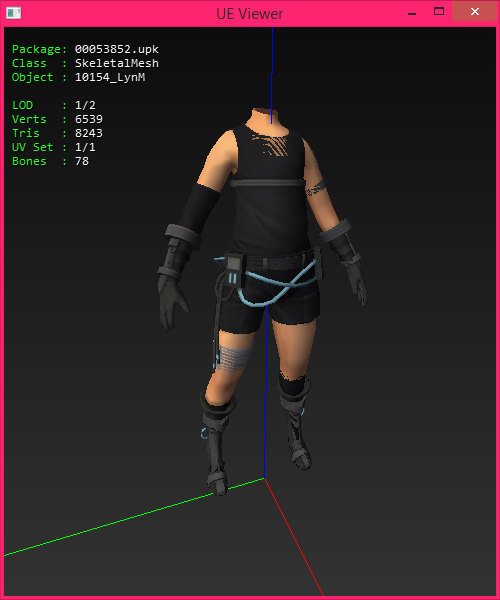 UE Viewer
Package: 00053852.upk
Class : SkeletalMesh
Object : 10154_LynM
LOD : 1/2
Verts : 6539
Tris : 8243
UV Set : 1/1
Bones : 78